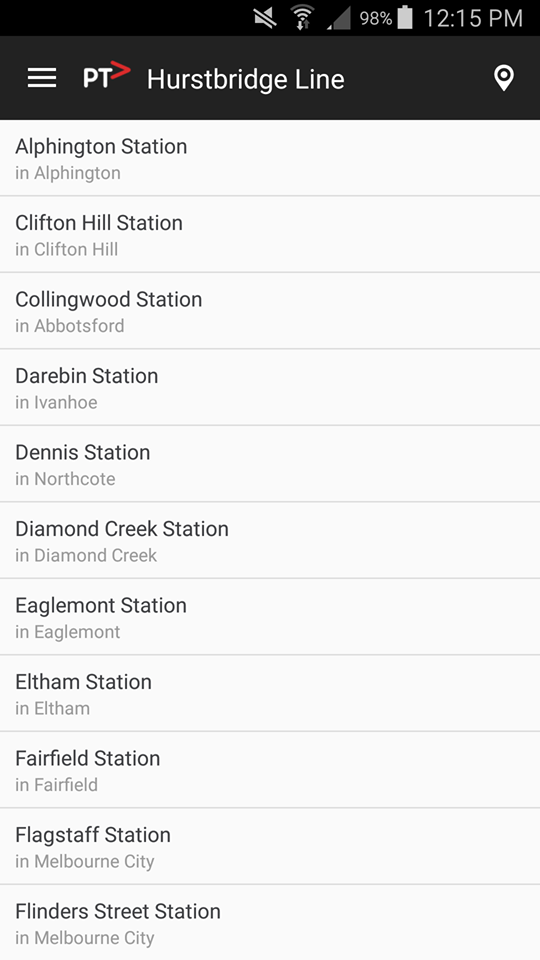 98% 12:15 PM
PT Hurstbridge Line
Alphington Station
in Alphington
Clifton Hill Station
in Clifton Hill
Collingwood Station
in Abbotsford
Darebin Station
in Ivanhoe
Dennis Station
in Northcote
Diamond Creek Station
in Diamond Creek
Eaglemont Station
in Eaglemont
Eltham Station
in Eltham
Fairfield Station
in Fairfield
Flagstaff Station
in Melbourne City
Flinders Street Station
in Melbourne City